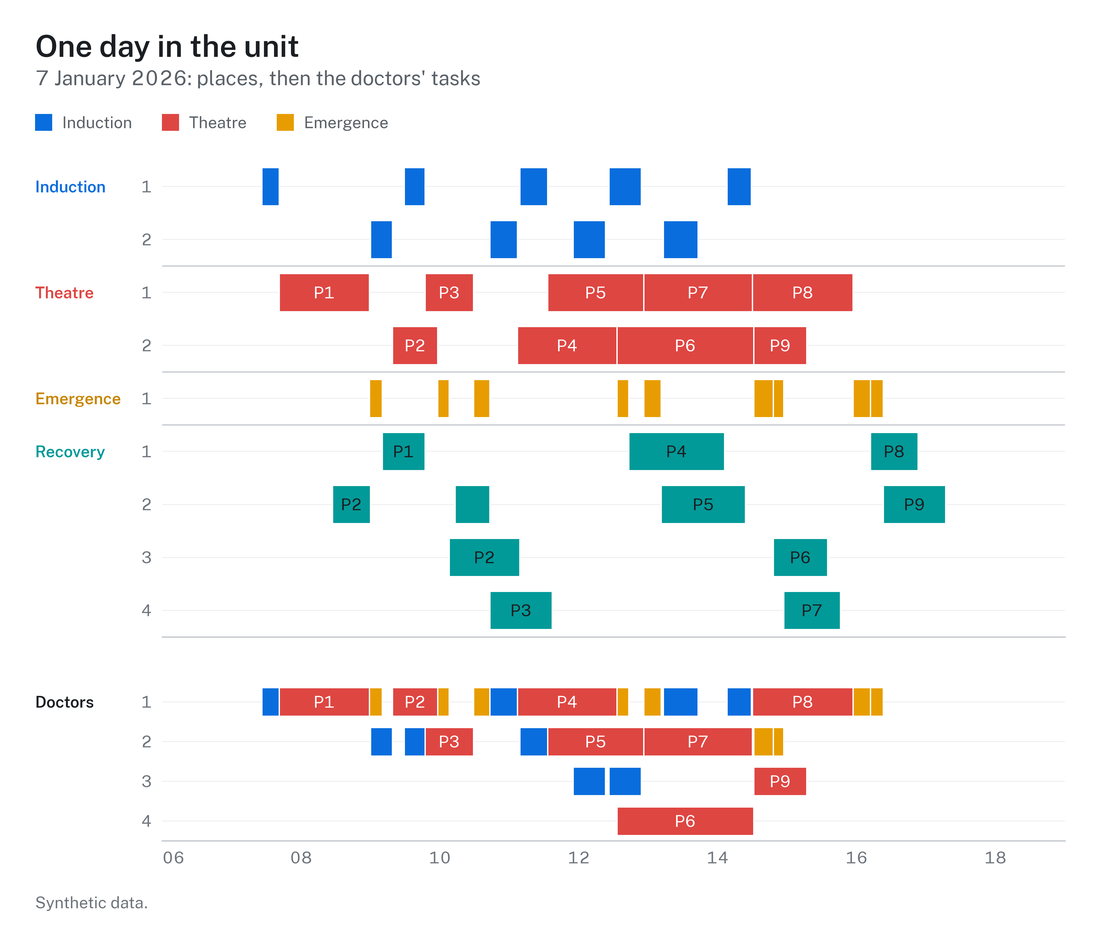 One day in the unit
7 January 2026: places, then the doctors' tasks
Induction Theatre Emergence
Induction 1
2
Theatre 1 P1 P3 P5 P7 P8
2 P2 P4 P6 P9
Emergence 1
Recovery 1 P1 P4 P8
2 P2 P5 P9
3 P2 P6
4 P3 P7
Doctors 1 P1 P2 P4 P8
2 P3 P5 P7
3 P9
4 P6
06 08 10 12 14 16 18
Synthetic data.